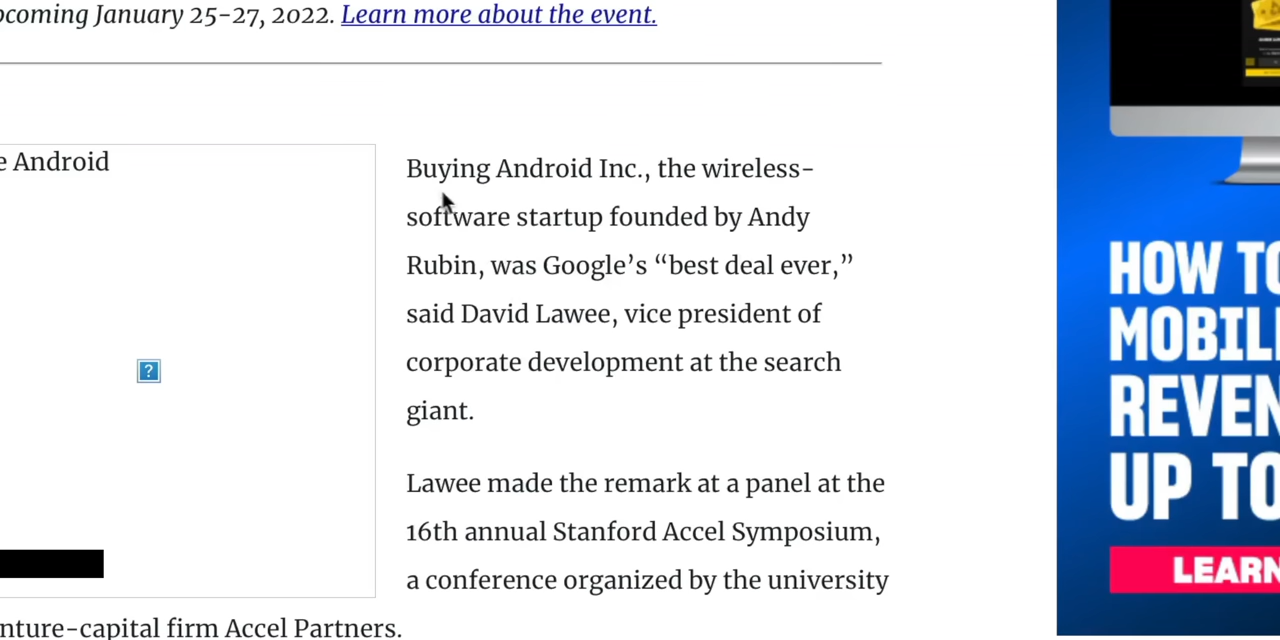 pcoming January 25-27, 2022. Learn more about the event.
e Android
Buying Android Inc., the wireless-
software startup founded by Andy
Rubin, was Google’s “best deal ever,”
said David Lawee, vice president of
corporate development at the search
giant.
Lawee made the remark at a panel at the
16th annual Stanford Accel Symposium,
a conference organized by the university
nture-capital firm Accel Partners.
HOW TO
MOBIL
REVEN
UP TO
LEARN